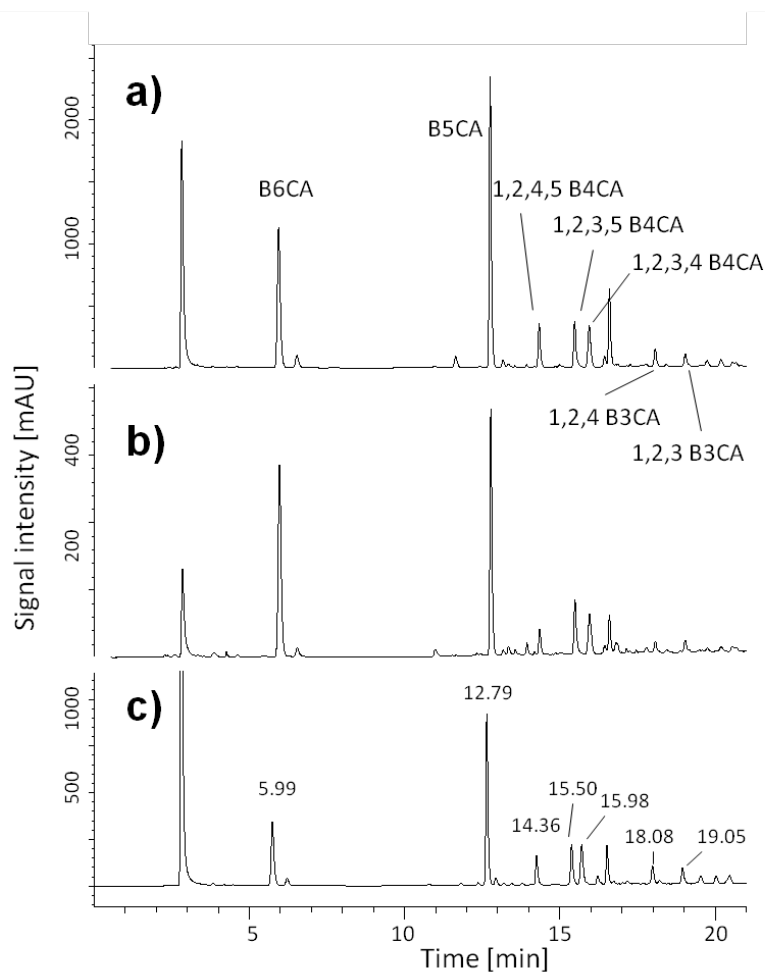 a)
2000
1000
B6CA
B5CA
1,2,4,5 B4CA
1,2,3,5 B4CA
1,2,3,4 B4CA
1,2,4 B3CA
1,2,3 B3CA
Signal intensity [mAU]
b)
400
200
c)
1000
500
5.99
12.79
14.36
15.50
15.98
18.08
19.05
5
10
15
20
Time [min]